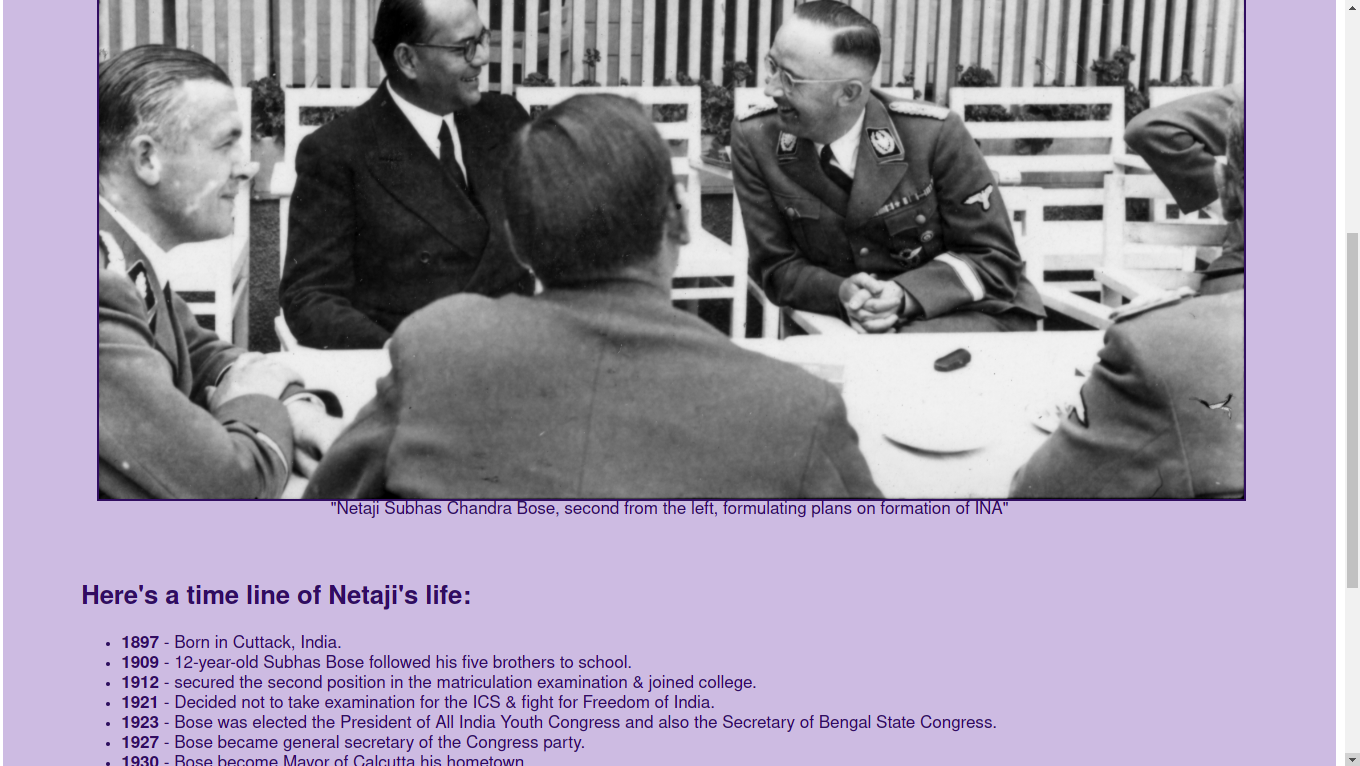 "Netaji Subhas Chandra Bose, second from the left, formulating plans on formation of INA"
Here's a time line of Netaji's life:
1897 - Born in Cuttack, India.
1909 - 12-year-old Subhas Bose followed his five brothers to school.
1912 - secured the second position in the matriculation examination & joined college.
1921 - Decided not to take examination for the ICS & fight for Freedom of India.
1923 - Bose was elected the President of All India Youth Congress and also the Secretary of Bengal State Congress.
1927 - Bose became general secretary of the Congress party.
1930 - Bose become Mayor of Calcutta his hometown